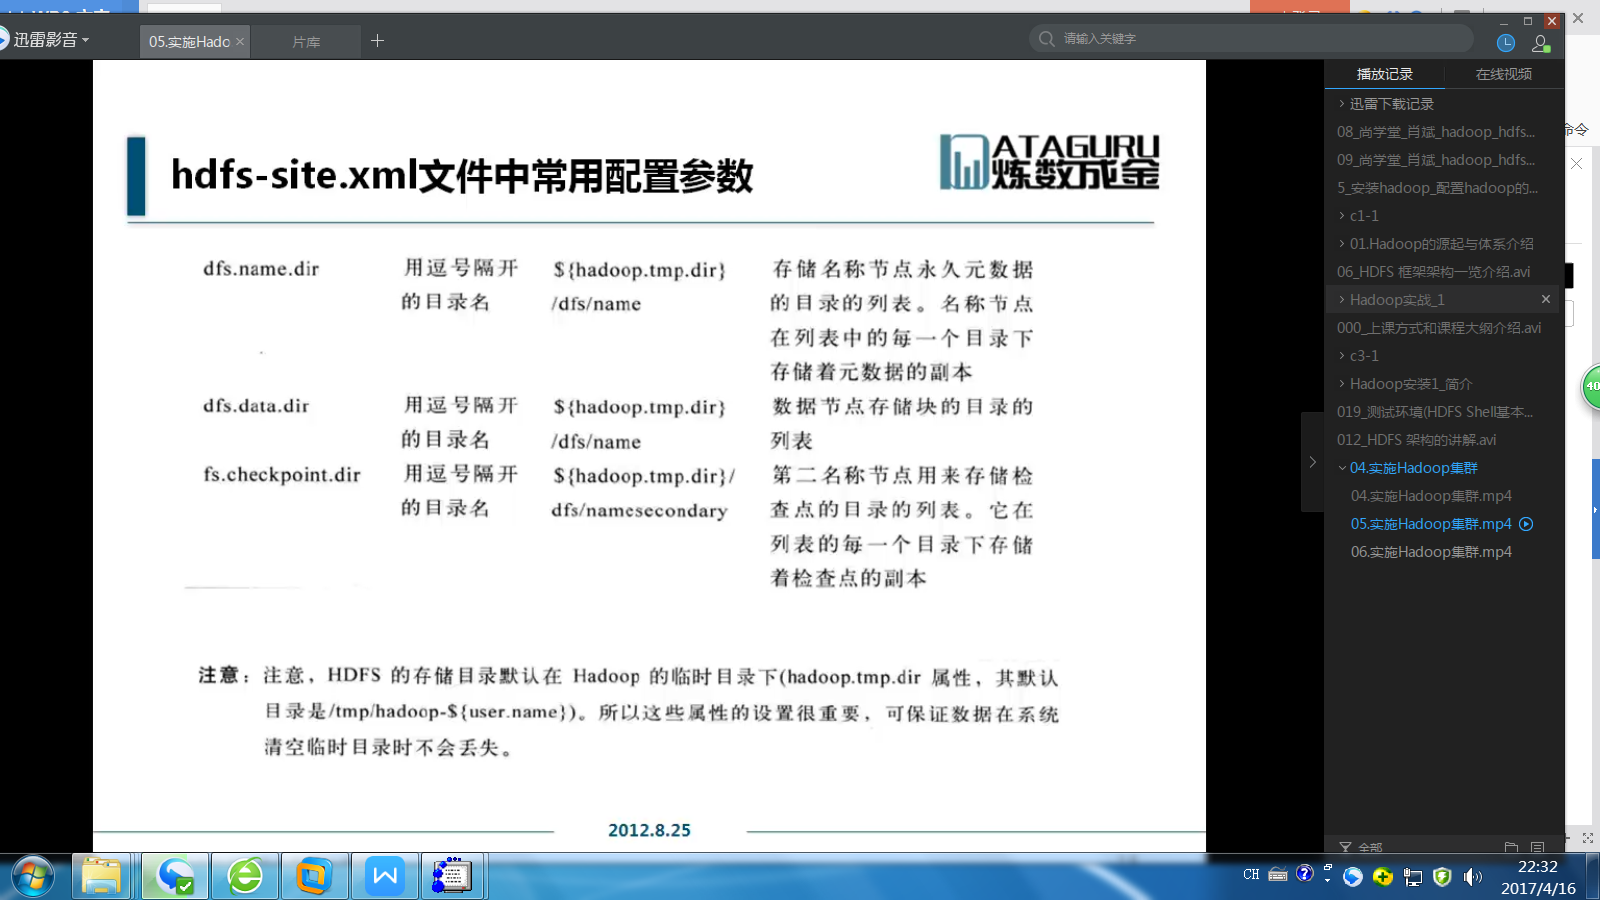 迅雷影音
05.实施Hado
片库
请输入关键字
播放记录
在线视频
hdfs-site.xml文件中常用配置参数
DATAGURU
炼数成金
dfs.name.dir 用逗号隔开 ${hadoop.tmp.dir} 存储名称节点永久元数据
的目录名 /dfs/name 的目录的列表。名称节点
在列表中的每一个目录下
存储着元数据的副本
dfs.data.dir 用逗号隔开 ${hadoop.tmp.dir} 数据节点存储块的目录的
的目录名 /dfs/name 列表
fs.checkpoint.dir 用逗号隔开 ${hadoop.tmp.dir}/ 第二名称节点用来存储检
的目录名 dfs/namesecondary 查点的目录的列表。它在
列表的每一个目录下存储
着检查点的副本
注意：注意，HDFS 的存储目录默认在 Hadoop 的临时目录下(hadoop.tmp.dir 属性，其默认
目录是/tmp/hadoop-${user.name})。所以这些属性的设置很重要，可保证数据在系统
清空临时目录时不会丢失。
2012.8.25
迅雷下载记录
08_尚学堂_肖斌_hadoop_hdfs...
09_尚学堂_肖斌_hadoop_hdfs...
5_安装hadoop_配置hadoop的...
c1-1
01.Hadoop的源起与体系介绍
06_HDFS 框架架构一览介绍.avi
Hadoop实战_1
000_上课方式和课程大纲介绍.avi
c3-1
Hadoop安装1_简介
019_测试环境(HDFS Shell基本...
012_HDFS 架构的讲解.avi
04.实施Hadoop集群
04.实施Hadoop集群.mp4
05.实施Hadoop集群.mp4
06.实施Hadoop集群.mp4
全部
命令
40
CH
22:32
2017/4/16